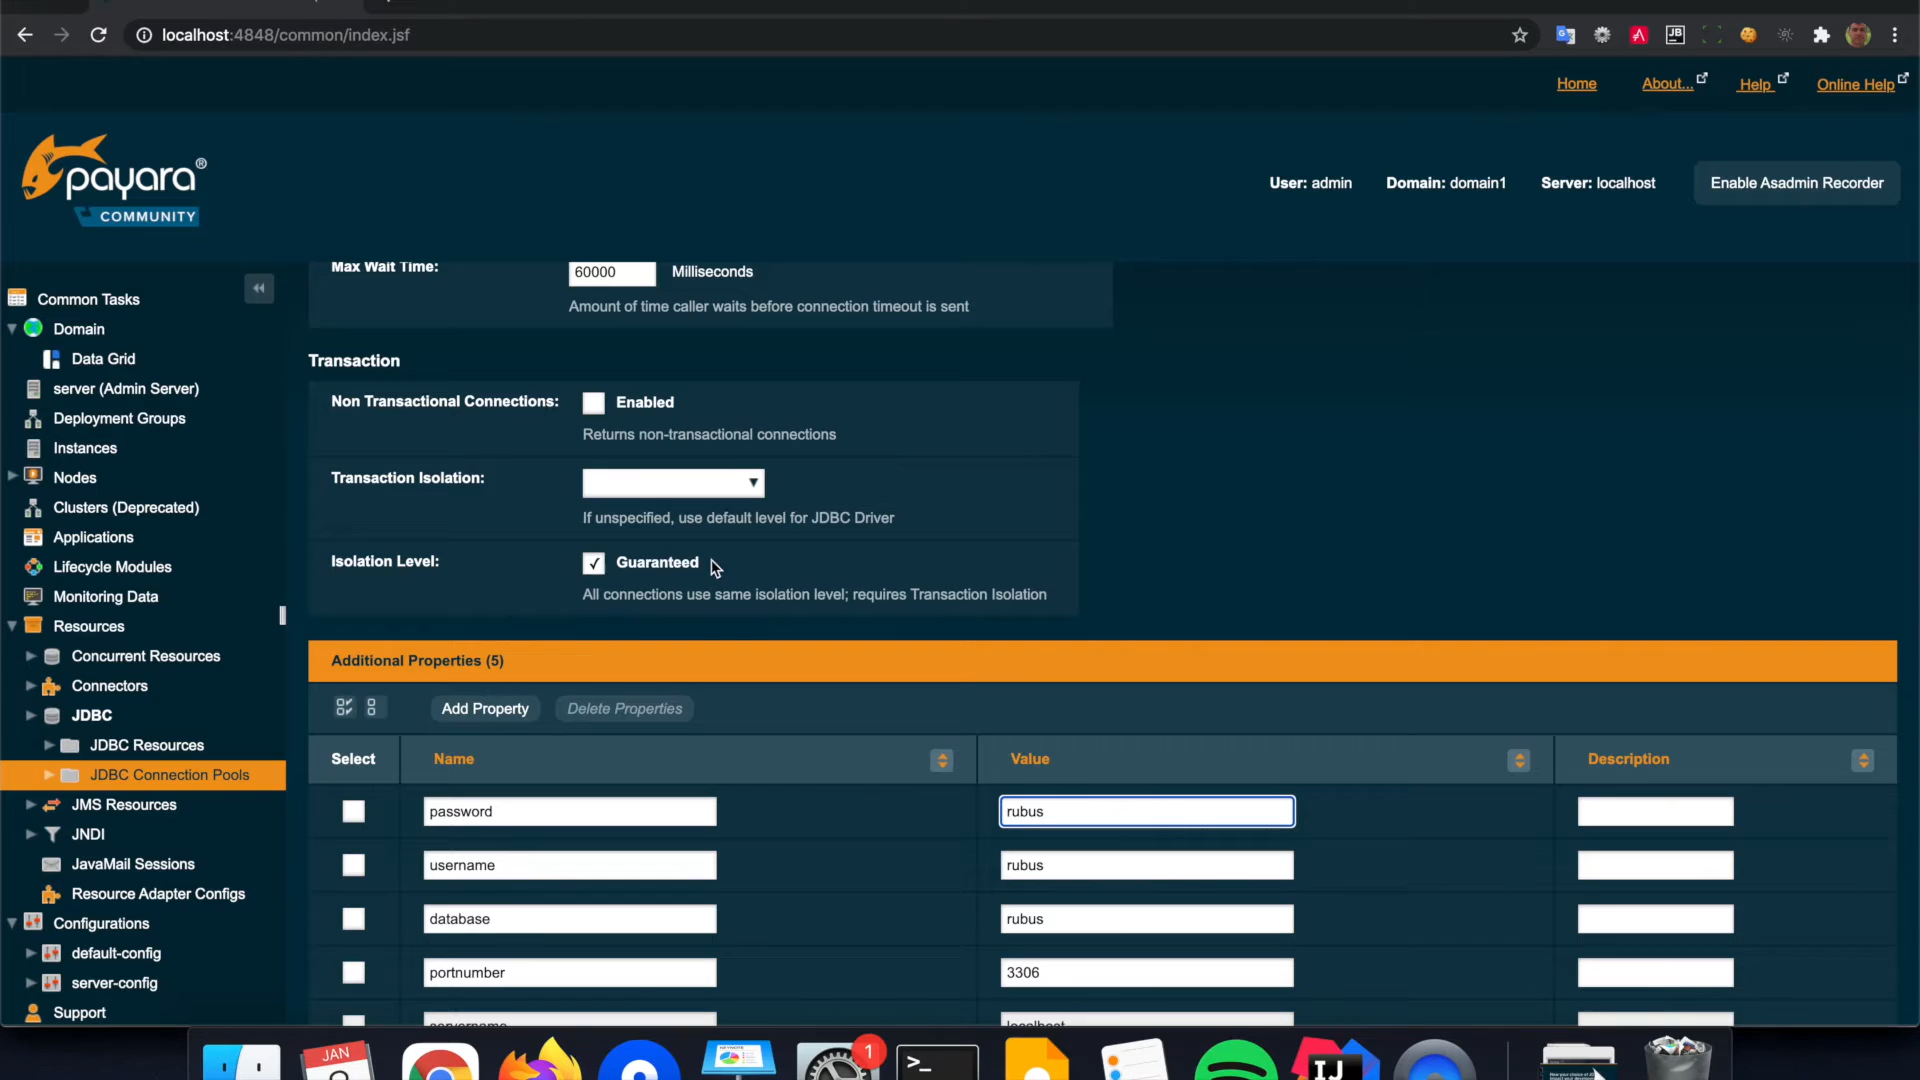 localhost:4848/common/index.jsf
JB
Home About... Help Online Help
payara®
COMMUNITY
User: admin Domain: domain1 Server: localhost Enable Asadmin Recorder
Common Tasks
Domain
Data Grid
server (Admin Server)
Deployment Groups
Instances
Nodes
Clusters (Deprecated)
Applications
Lifecycle Modules
Monitoring Data
Resources
Concurrent Resources
Connectors
JDBC
JDBC Resources
JDBC Connection Pools
JMS Resources
JNDI
JavaMail Sessions
Resource Adapter Configs
Configurations
default-config
server-config
Support
Max Wait Time: 60000 Milliseconds
Amount of time caller waits before connection timeout is sent
Transaction
Non Transactional Connections: Enabled
Returns non-transactional connections
Transaction Isolation:
If unspecified, use default level for JDBC Driver
Isolation Level: Guaranteed
All connections use same isolation level; requires Transaction Isolation
Additional Properties (5)
Add Property Delete Properties
Select Name Value Description
password rubus
username rubus
database rubus
portnumber 3306
servername localhost
JAN
KEYNOTE
1
>_
IJ